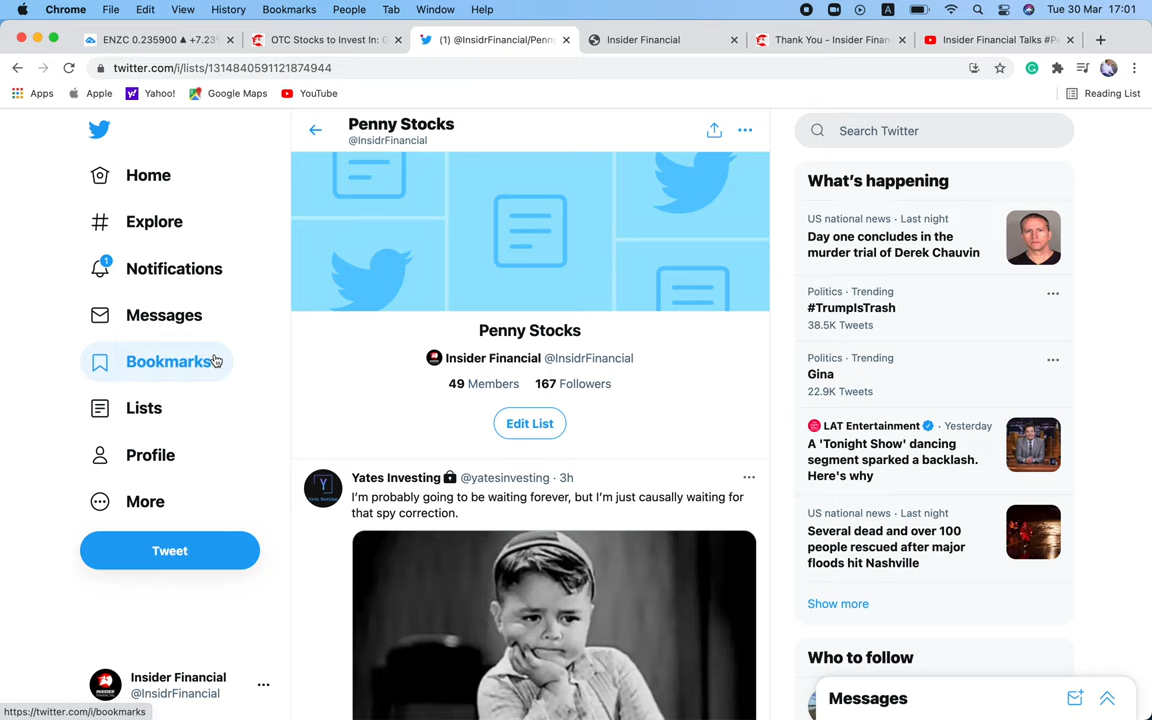 Chrome File Edit View History Bookmarks People Tab Window Help A Tue 30 Mar 17:01
ENZC 0.235900 ▲ +7.23 OTC Stocks to Invest In: (1) @InsidrFinancial/Penn Insider Financial Thank You - Insider Finan Insider Financial Talks #P
twitter.com/i/lists/1314840591121874944
Apps Apple Yahoo! Google Maps YouTube Reading List
Penny Stocks
@InsidrFinancial
Search Twitter
Home
Explore
1
Notifications
Messages
Bookmarks
Lists
Profile
More
Tweet
Insider Financial
@InsidrFinancial
https://twitter.com/i/bookmarks
Penny Stocks
Insider Financial @InsidrFinancial
49 Members 167 Followers
Edit List
Yates Investing @yatesinvesting · 3h
I'm probably going to be waiting forever, but I'm just causally waiting for
that spy correction.
What's happening
US national news · Last night
Day one concludes in the
murder trial of Derek Chauvin
Politics · Trending
#TrumpIsTrash
38.5K Tweets
Politics · Trending
Gina
22.9K Tweets
LAT Entertainment · Yesterday
A 'Tonight Show' dancing
segment sparked a backlash.
Here's why
US national news · Last night
Several dead and over 100
people rescued after major
floods hit Nashville
Show more
Who to follow
Messages